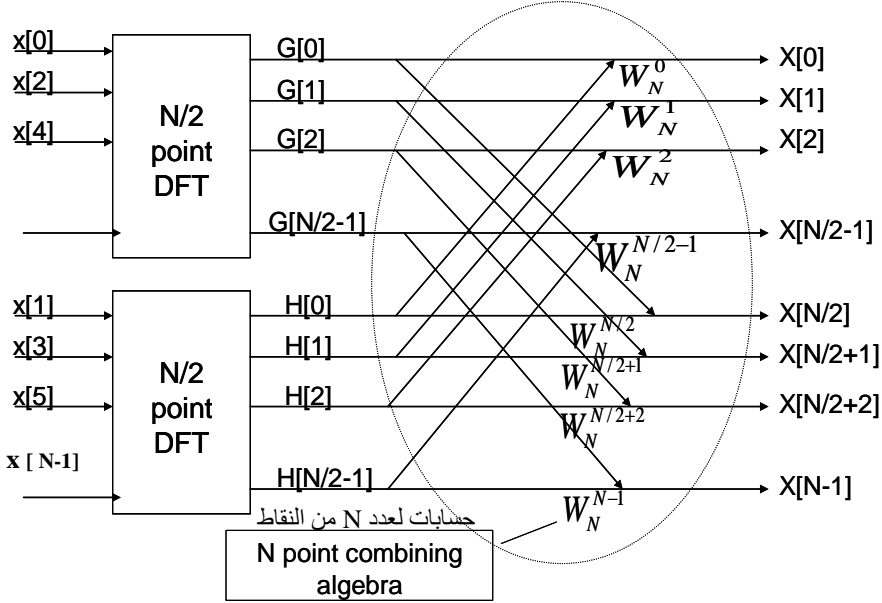 x[0]
x[2]
x[4]
N/2
point
DFT
G[0]
G[1]
G[2]
G[N/2-1]
W_N^0
W_N^1
W_N^2
W_N^{N/2-1}
X[0]
X[1]
X[2]
X[N/2-1]
x[1]
x[3]
x[5]
x [ N-1]
N/2
point
DFT
H[0]
H[1]
H[2]
H[N/2-1]
W_N^{N/2}
W_N^{N/2+1}
W_N^{N/2+2}
W_N^{N-1}
X[N/2]
X[N/2+1]
X[N/2+2]
X[N-1]
حسابات لعدد N من النقاط
N point combining
algebra